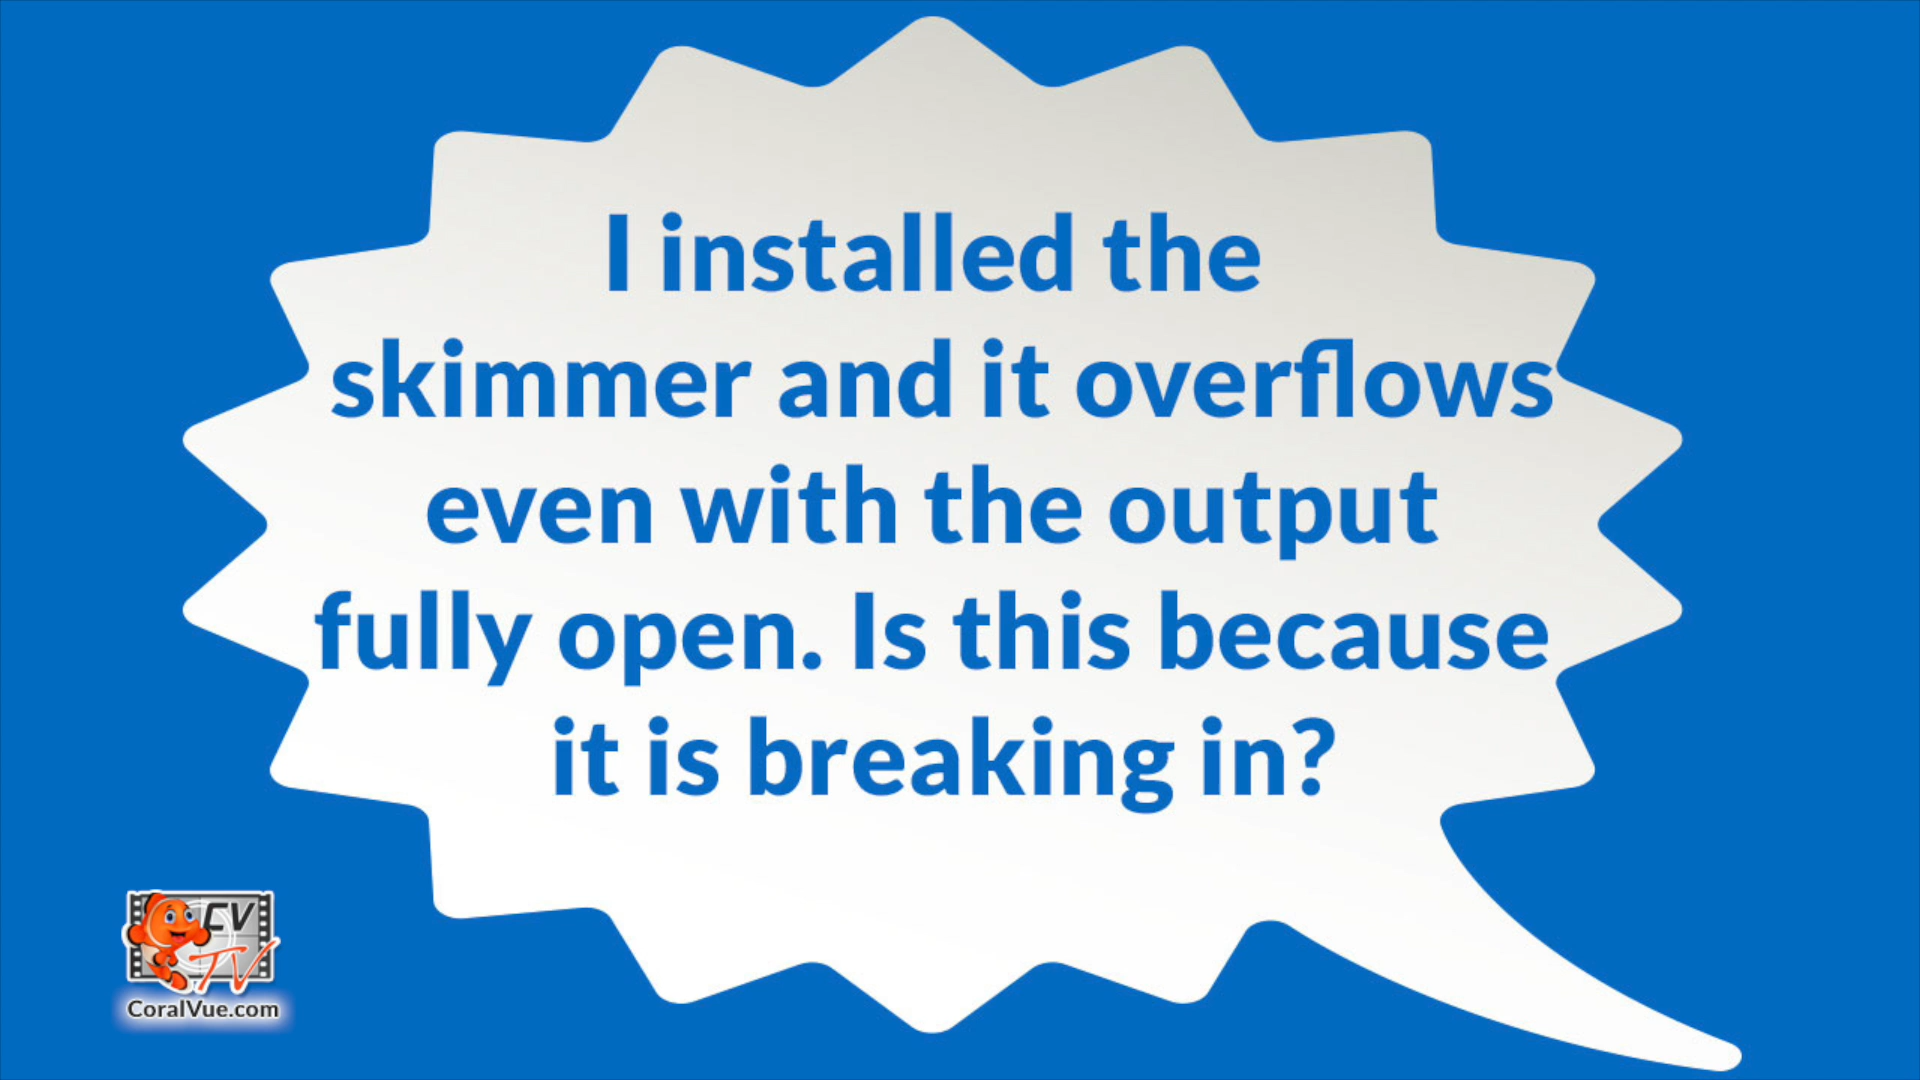 I installed the
skimmer and it overflows
even with the output
fully open. Is this because
it is breaking in?
CV
TV
CoralVue.com